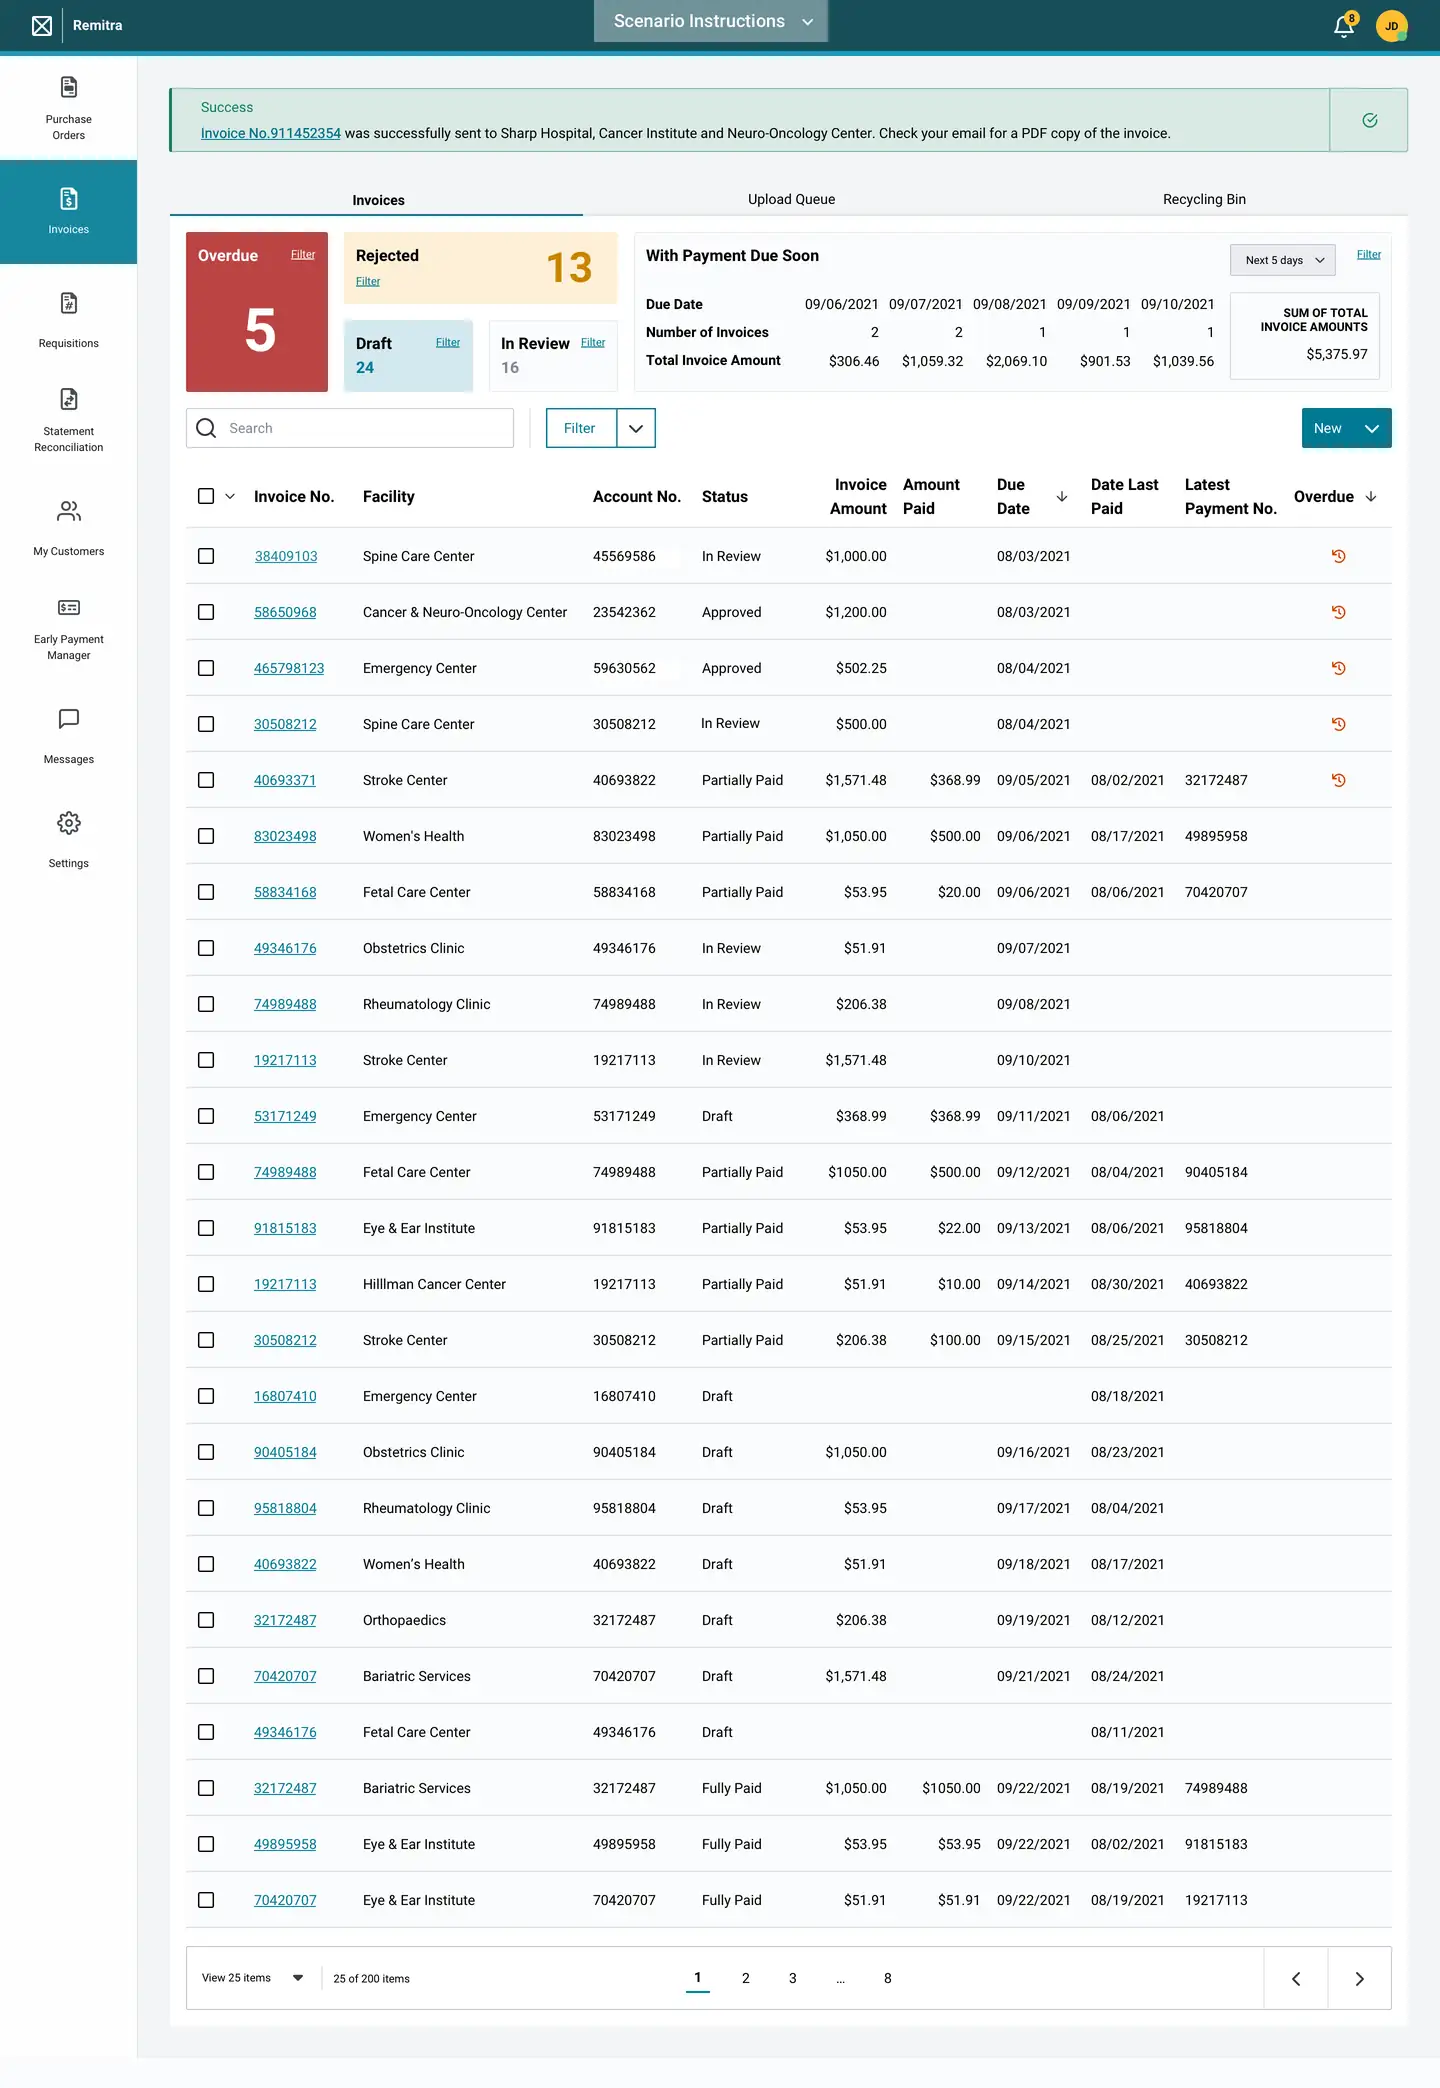 Remitra
Scenario Instructions
8
JD
Purchase
Orders
Invoices
Requisitions
Statement
Reconciliation
My Customers
Early Payment
Manager
Messages
Settings
Success
Invoice No.911452354 was successfully sent to Sharp Hospital, Cancer Institute and Neuro-Oncology Center. Check your email for a PDF copy of the invoice.
Invoices Upload Queue Recycling Bin
Overdue Filter
5
Rejected 13
Filter
Draft Filter
24
In Review Filter
16
With Payment Due Soon Next 5 days Filter
Due Date 09/06/2021 09/07/2021 09/08/2021 09/09/2021 09/10/2021
Number of Invoices 2 2 1 1 1
Total Invoice Amount $306.46 $1,059.32 $2,069.10 $901.53 $1,039.56
SUM OF TOTAL
INVOICE AMOUNTS
$5,375.97
Search Filter New
Invoice No. Facility Account No. Status Invoice Amount Amount Paid Due Date Date Last Paid Latest Payment No. Overdue
38409103 Spine Care Center 45569586 In Review $1,000.00 08/03/2021
58650968 Cancer & Neuro-Oncology Center 23542362 Approved $1,200.00 08/03/2021
465798123 Emergency Center 59630562 Approved $502.25 08/04/2021
30508212 Spine Care Center 30508212 In Review $500.00 08/04/2021
40693371 Stroke Center 40693822 Partially Paid $1,571.48 $368.99 09/05/2021 08/02/2021 32172487
83023498 Women's Health 83023498 Partially Paid $1,050.00 $500.00 09/06/2021 08/17/2021 49895958
58834168 Fetal Care Center 58834168 Partially Paid $53.95 $20.00 09/06/2021 08/06/2021 70420707
49346176 Obstetrics Clinic 49346176 In Review $51.91 09/07/2021
74989488 Rheumatology Clinic 74989488 In Review $206.38 09/08/2021
19217113 Stroke Center 19217113 In Review $1,571.48 09/10/2021
53171249 Emergency Center 53171249 Draft $368.99 $368.99 09/11/2021 08/06/2021
74989488 Fetal Care Center 74989488 Partially Paid $1050.00 $500.00 09/12/2021 08/04/2021 90405184
91815183 Eye & Ear Institute 91815183 Partially Paid $53.95 $22.00 09/13/2021 08/06/2021 95818804
19217113 Hilllman Cancer Center 19217113 Partially Paid $51.91 $10.00 09/14/2021 08/30/2021 40693822
30508212 Stroke Center 30508212 Partially Paid $206.38 $100.00 09/15/2021 08/25/2021 30508212
16807410 Emergency Center 16807410 Draft 08/18/2021
90405184 Obstetrics Clinic 90405184 Draft $1,050.00 09/16/2021 08/23/2021
95818804 Rheumatology Clinic 95818804 Draft $53.95 09/17/2021 08/04/2021
40693822 Women's Health 40693822 Draft $51.91 09/18/2021 08/17/2021
32172487 Orthopaedics 32172487 Draft $206.38 09/19/2021 08/12/2021
70420707 Bariatric Services 70420707 Draft $1,571.48 09/21/2021 08/24/2021
49346176 Fetal Care Center 49346176 Draft 08/11/2021
32172487 Bariatric Services 32172487 Fully Paid $1,050.00 $1050.00 09/22/2021 08/19/2021 74989488
49895958 Eye & Ear Institute 49895958 Fully Paid $53.95 $53.95 09/22/2021 08/02/2021 91815183
70420707 Eye & Ear Institute 70420707 Fully Paid $51.91 $51.91 09/22/2021 08/19/2021 19217113
View 25 items 25 of 200 items 1 2 3 ... 8